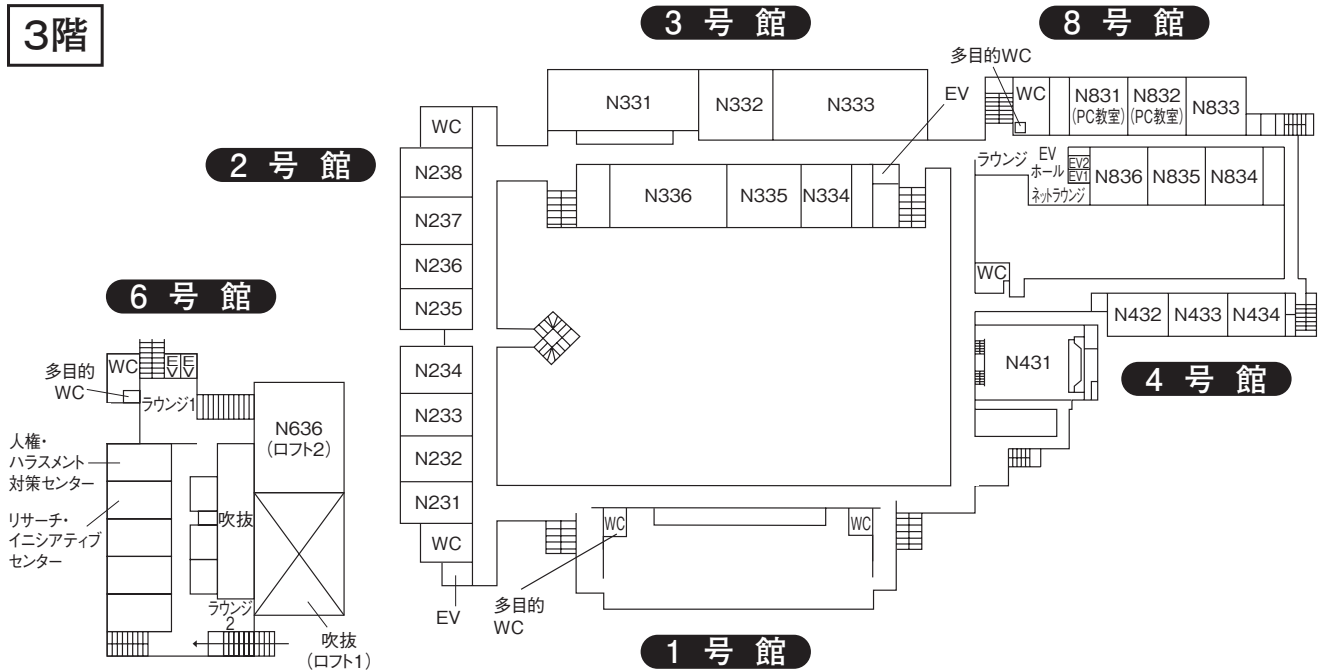 3階
3 号 館
8 号 館
多目的WC
EV
N331
N332
N333
WC
N831
(PC教室)
N832
(PC教室)
N833
WC
2 号 館
N238
N237
N236
N235
N234
N233
N232
N231
WC
EV
N336
N335
N334
ラウンジ
EV
ホール
EV2
EV1
ネットラウンジ
N836
N835
N834
WC
N432
N433
N434
N431
4 号 館
6 号 館
WC
EV
EV
多目的
WC
ラウンジ1
N636
(ロフト2)
人権・
ハラスメント
対策センター
リサーチ・
イニシアティブ
センター
吹抜
ラウンジ
2
吹抜
(ロフト1)
WC
WC
多目的
WC
1 号 館